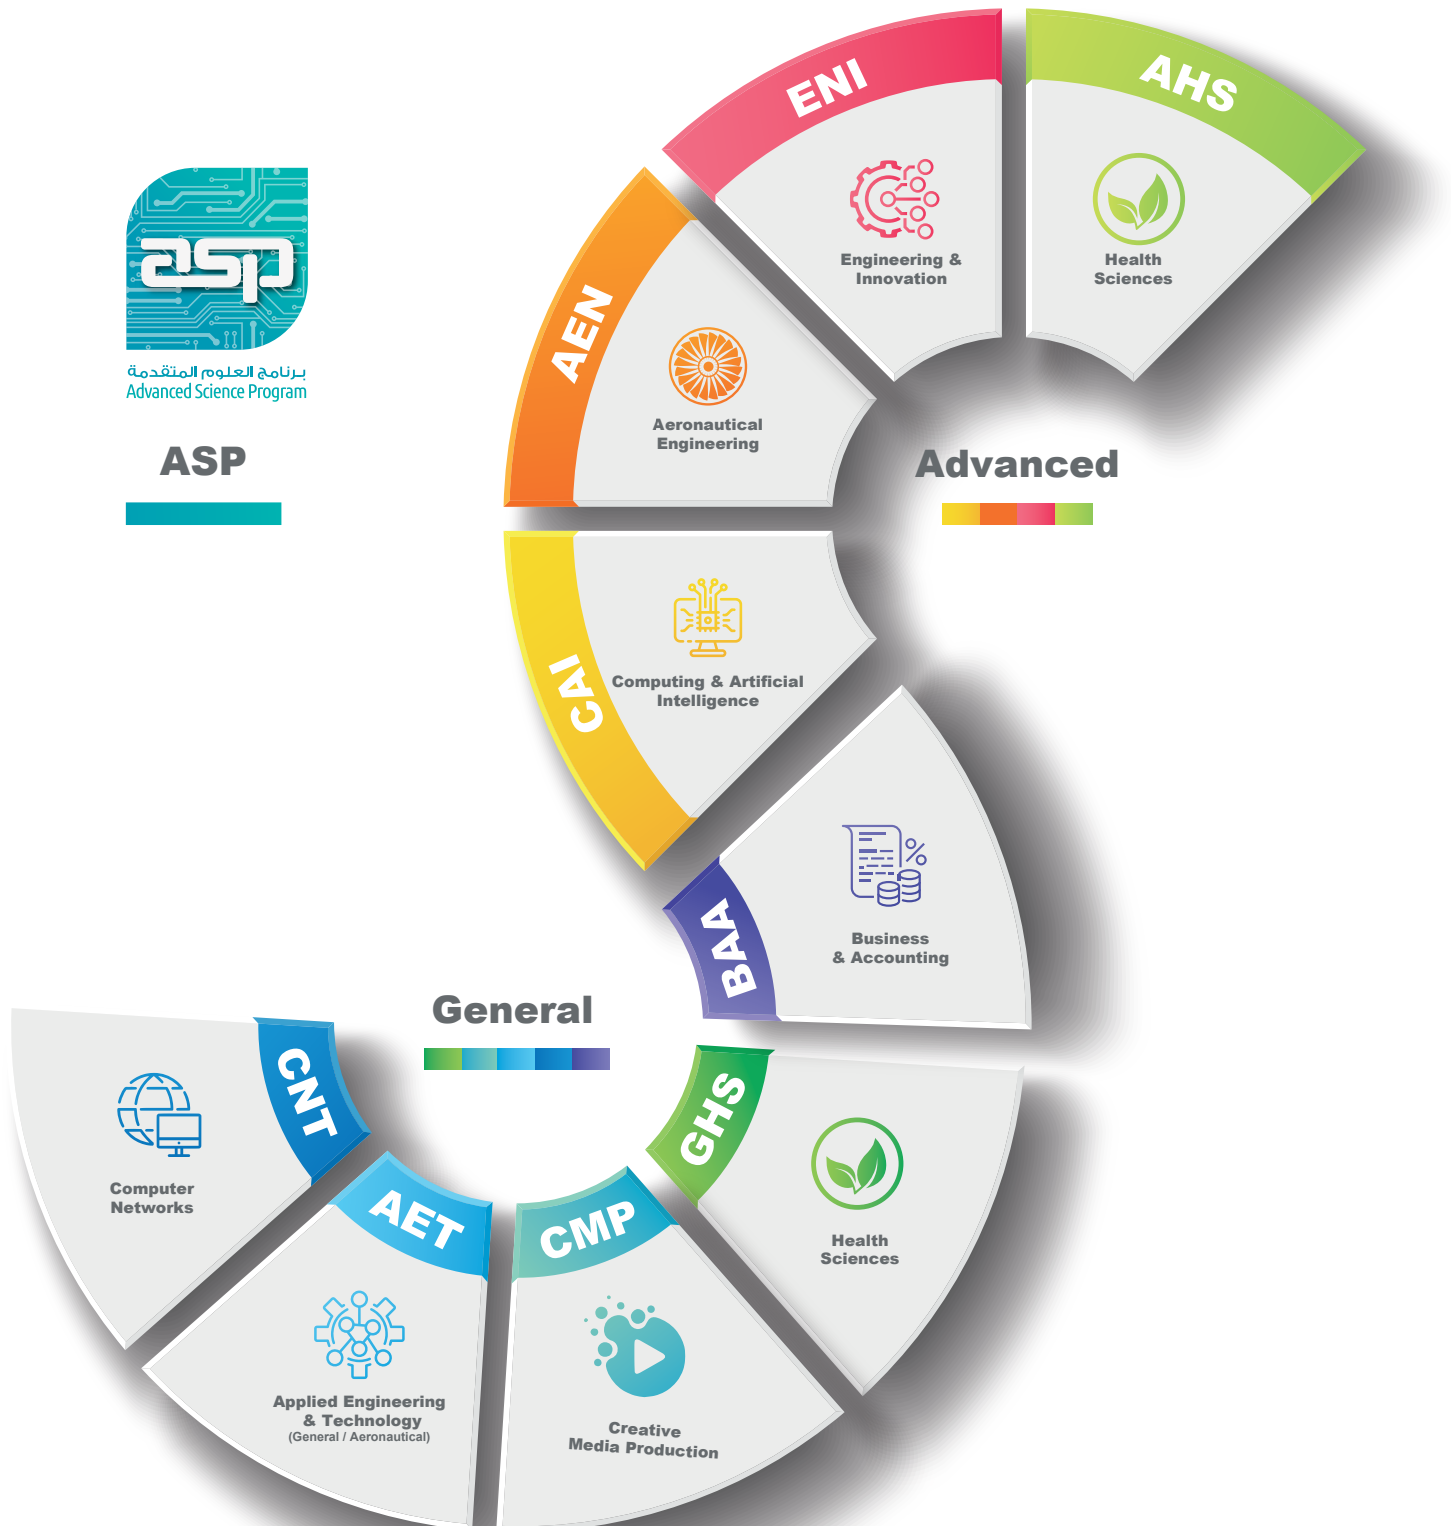 asp
برنامج العلوم المتقدمة
Advanced Science Program
ASP
ENI
Engineering &
Innovation
AHS
Health
Sciences
AEN
Aeronautical
Engineering
Advanced
CAI
Computing & Artificial
Intelligence
BAA
Business
& Accounting
General
GHS
Health
Sciences
CMP
Creative
Media Production
AET
Applied Engineering
& Technology
(General / Aeronautical)
CNT
Computer
Networks